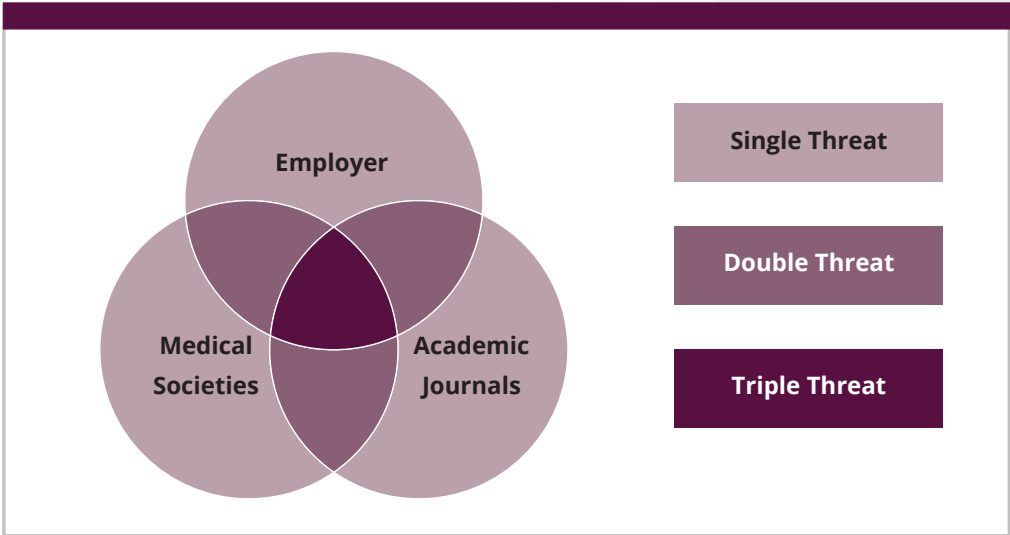 Employer
Medical
Societies
Academic
Journals
Single Threat
Double Threat
Triple Threat